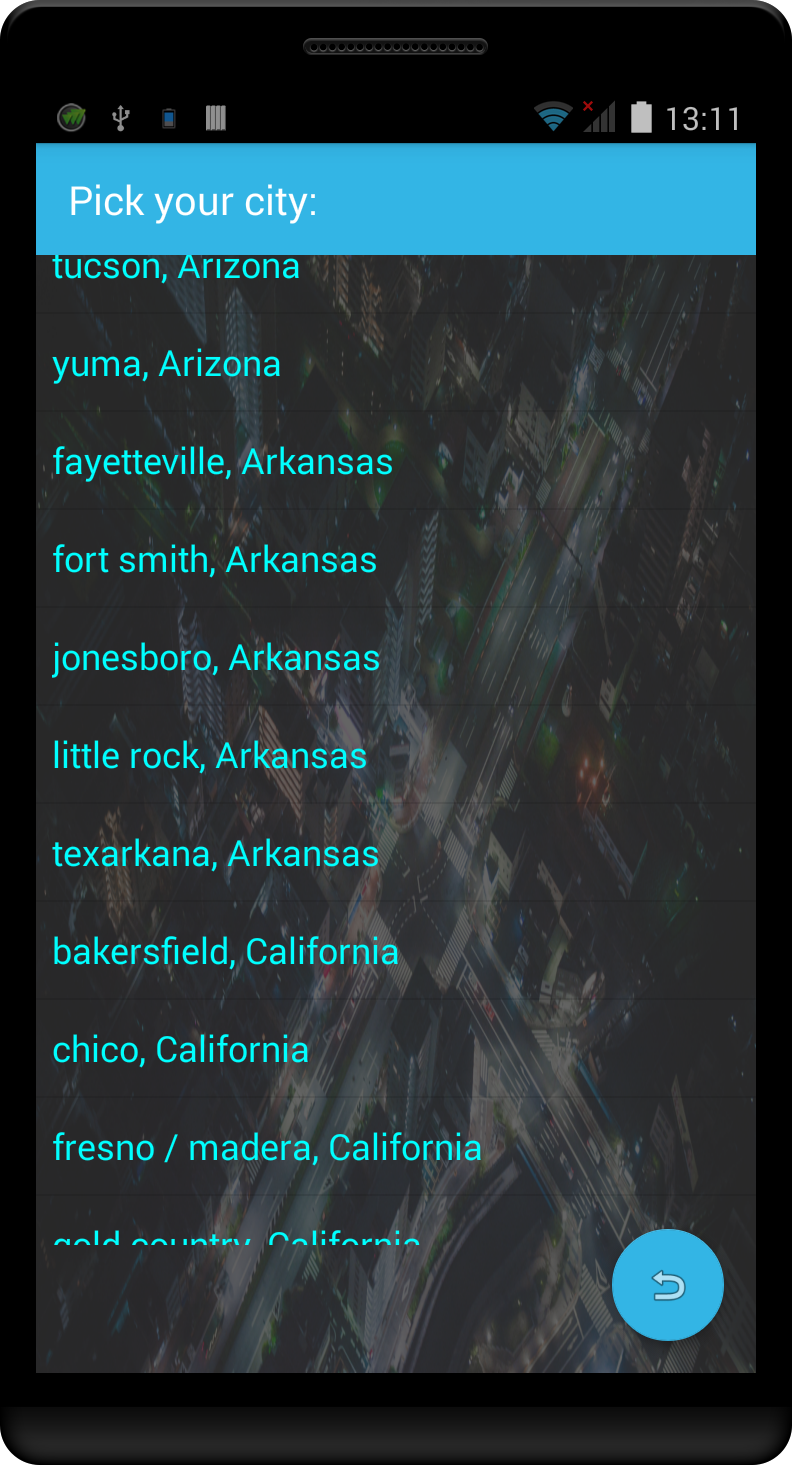 13:11
Pick your city:
tucson, Arizona
yuma, Arizona
fayetteville, Arkansas
fort smith, Arkansas
jonesboro, Arkansas
little rock, Arkansas
texarkana, Arkansas
bakersfield, California
chico, California
fresno / madera, California
gold country, California